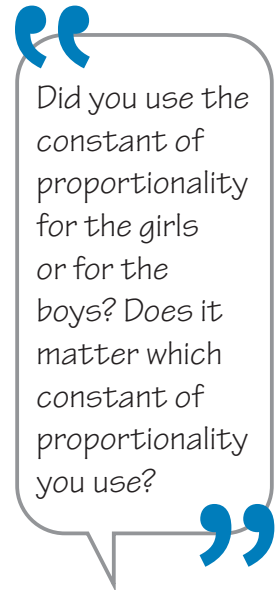 Did you use the
constant of
proportionality
for the girls
or for the
boys? Does it
matter which
constant of
proportionality
you use?